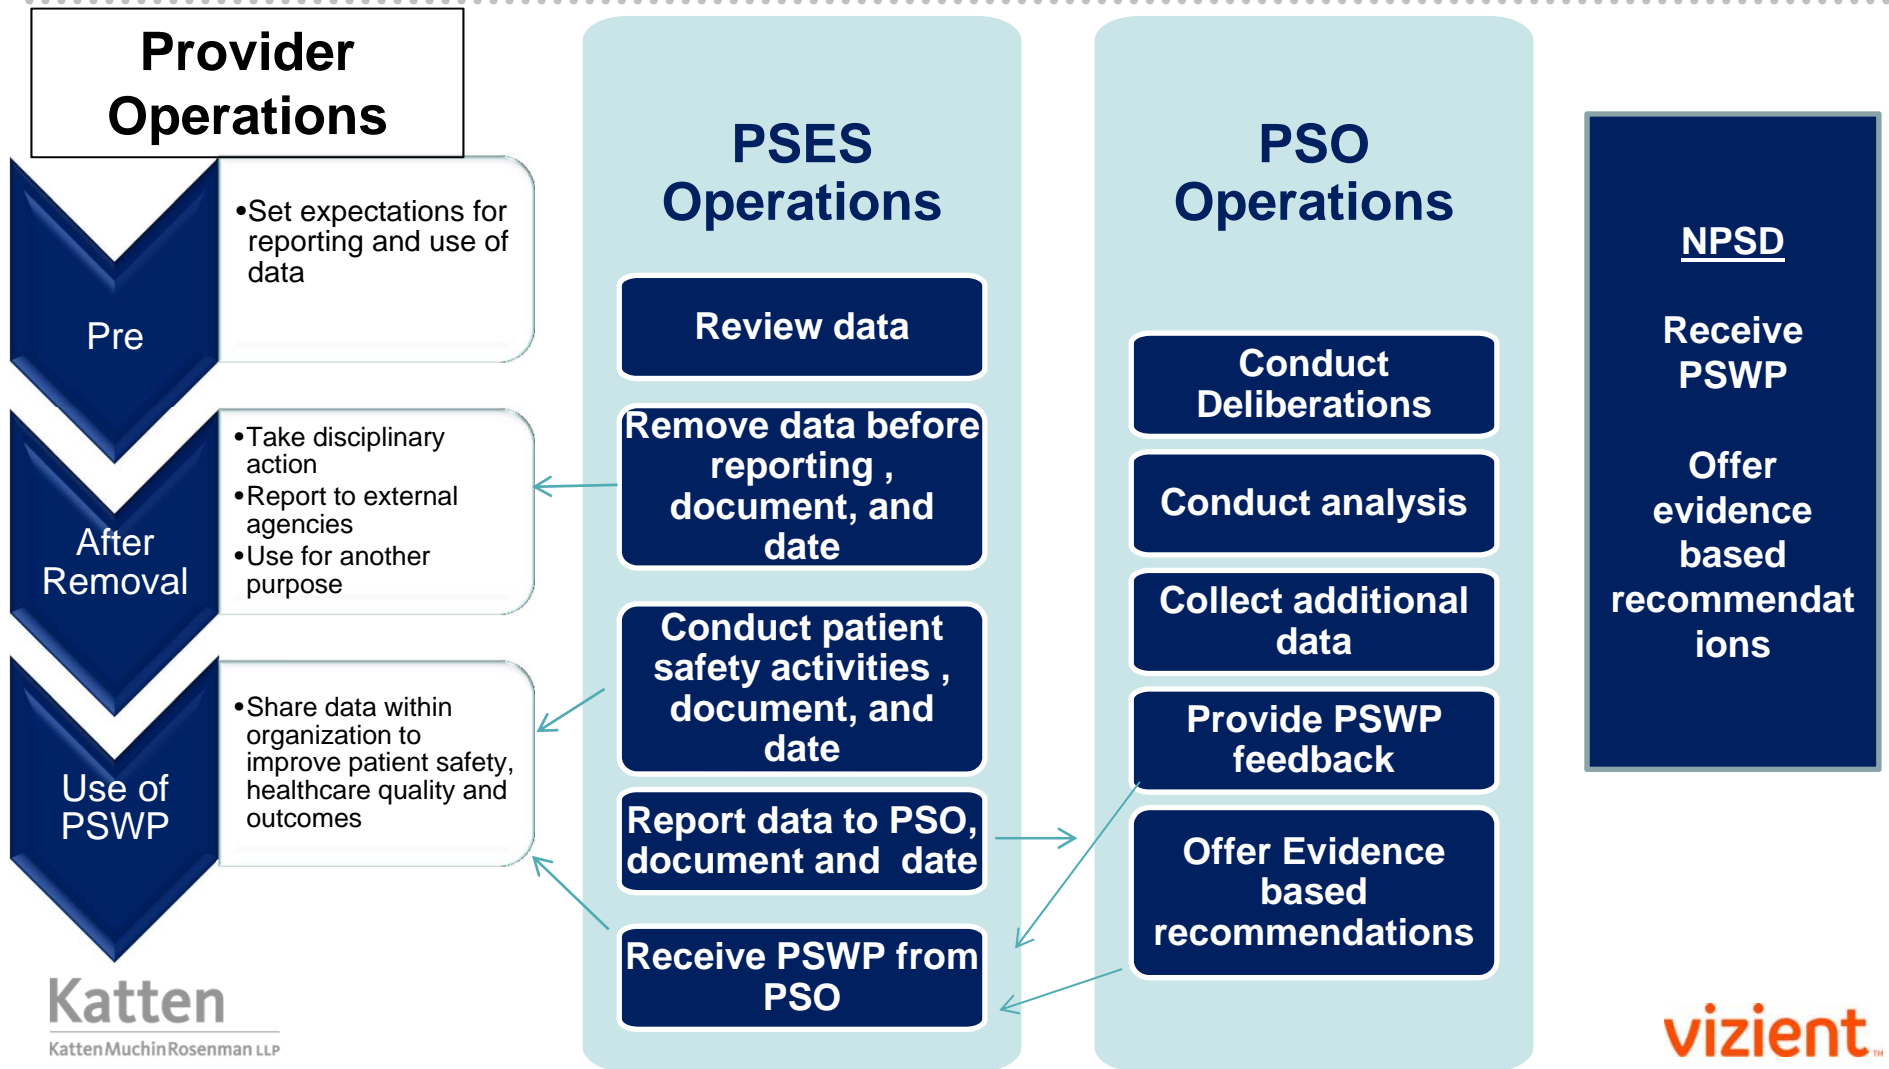 Provider
Operations
Pre
•Set expectations for
reporting and use of
data
After
Removal
•Take disciplinary
action
•Report to external
agencies
•Use for another
purpose
Use of
PSWP
•Share data within
organization to
improve patient safety,
healthcare quality and
outcomes
PSES
Operations
Review data
Remove data before
reporting ,
document, and
date
Conduct patient
safety activities ,
document, and
date
Report data to PSO,
document and  date
Receive PSWP from
PSO
PSO
Operations
Conduct
Deliberations
Conduct analysis
Collect additional
data
Provide PSWP
feedback
Offer Evidence
based
recommendations
NPSD
Receive
PSWP
Offer
evidence
based
recommendat
ions
Katten
KattenMuchinRosenman LLP
vizient™